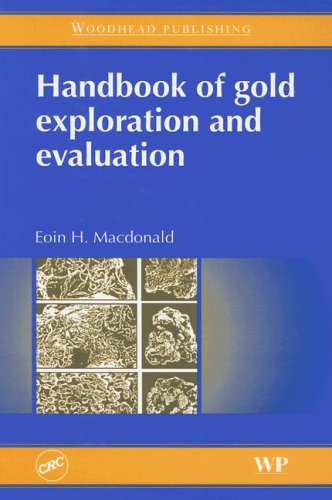 WOODHEAD PUBLISHING
Handbook of gold
exploration and
evaluation
Eoin H. Macdonald
CRC
WP